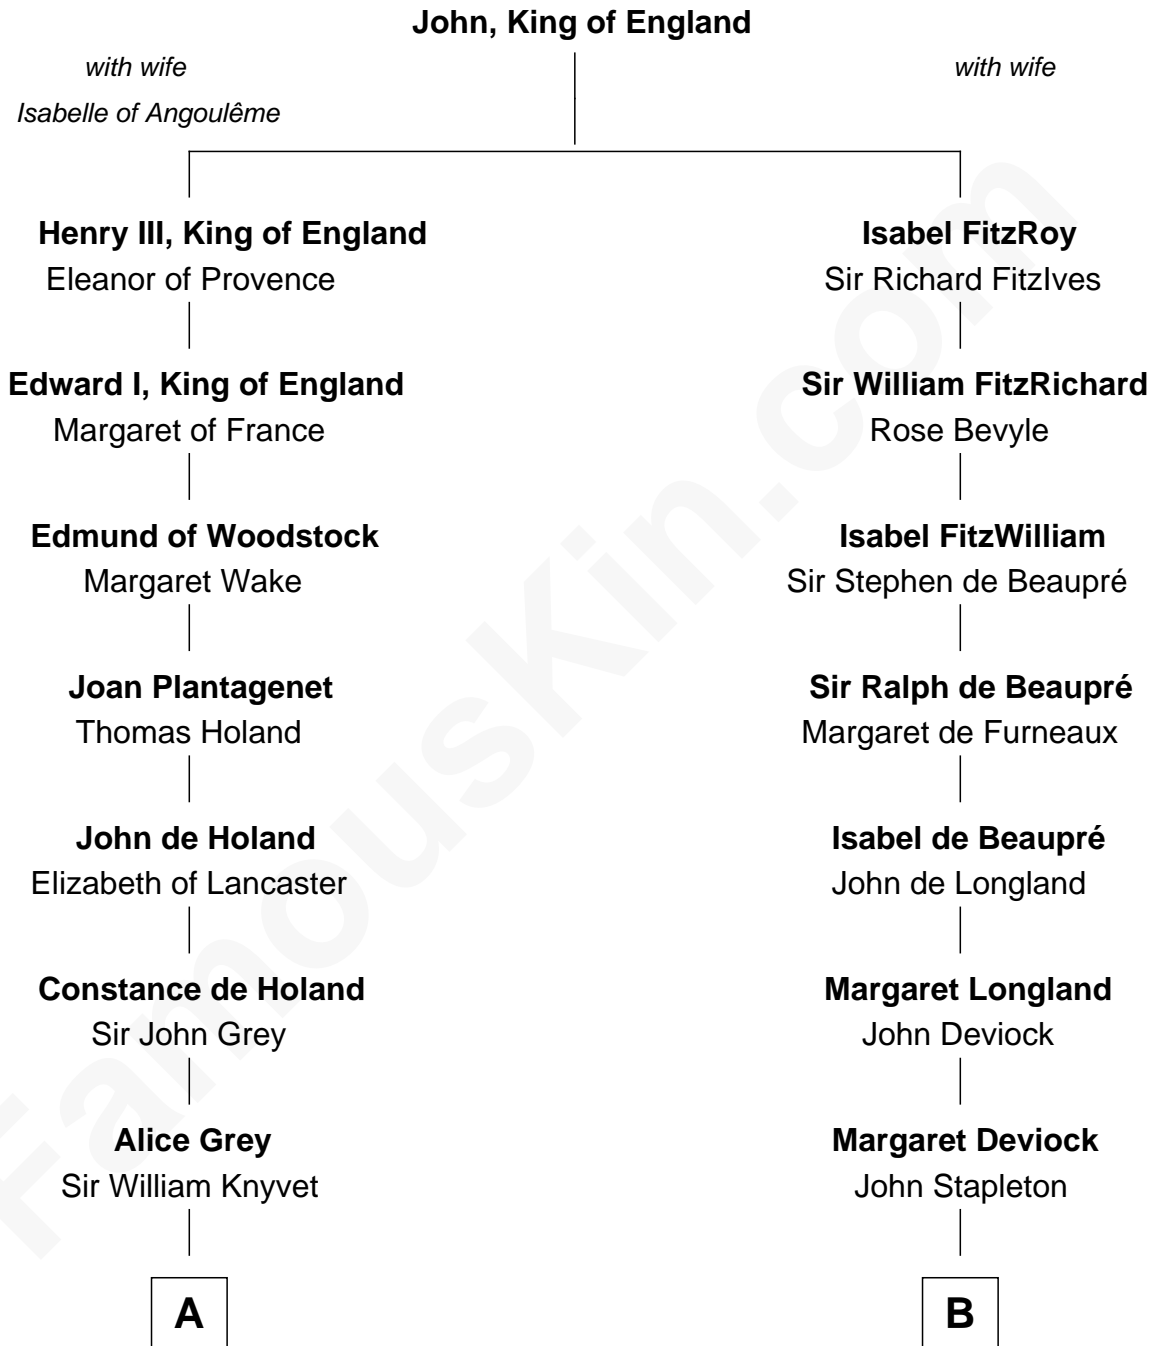 John, King of England
with wife
Isabelle of Angoulême
with wife
Henry III, King of England
Eleanor of Provence
Isabel FitzRoy
Sir Richard FitzIves
Edward I, King of England
Margaret of France
Sir William FitzRichard
Rose Bevyle
Edmund of Woodstock
Margaret Wake
Isabel FitzWilliam
Sir Stephen de Beaupré
Joan Plantagenet
Thomas Holand
Sir Ralph de Beaupré
Margaret de Furneaux
John de Holand
Elizabeth of Lancaster
Isabel de Beaupré
John de Longland
Constance de Holand
Sir John Grey
Margaret Longland
John Deviock
Alice Grey
Sir William Knyvet
Margaret Deviock
John Stapleton
A
B
FamousKin.com